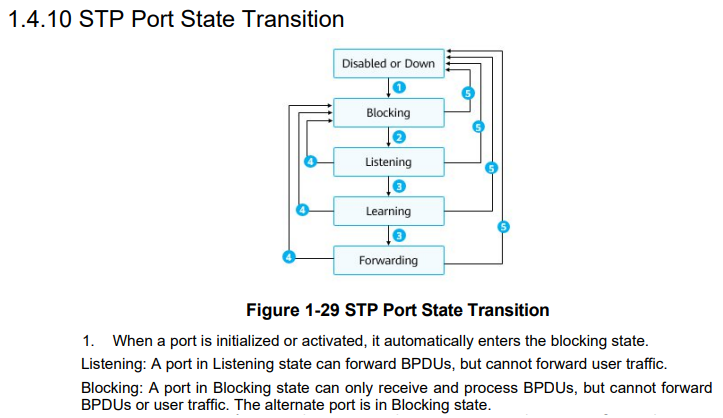 1.4.10 STP Port State Transition
Disabled or Down
1
5
Blocking
2
5
4
Listening
5
3
4
Learning
3
5
4
Forwarding
Figure 1-29 STP Port State Transition
1. When a port is initialized or activated, it automatically enters the blocking state.
Listening: A port in Listening state can forward BPDUs, but cannot forward user traffic.
Blocking: A port in Blocking state can only receive and process BPDUs, but cannot forward
BPDUs or user traffic. The alternate port is in Blocking state.